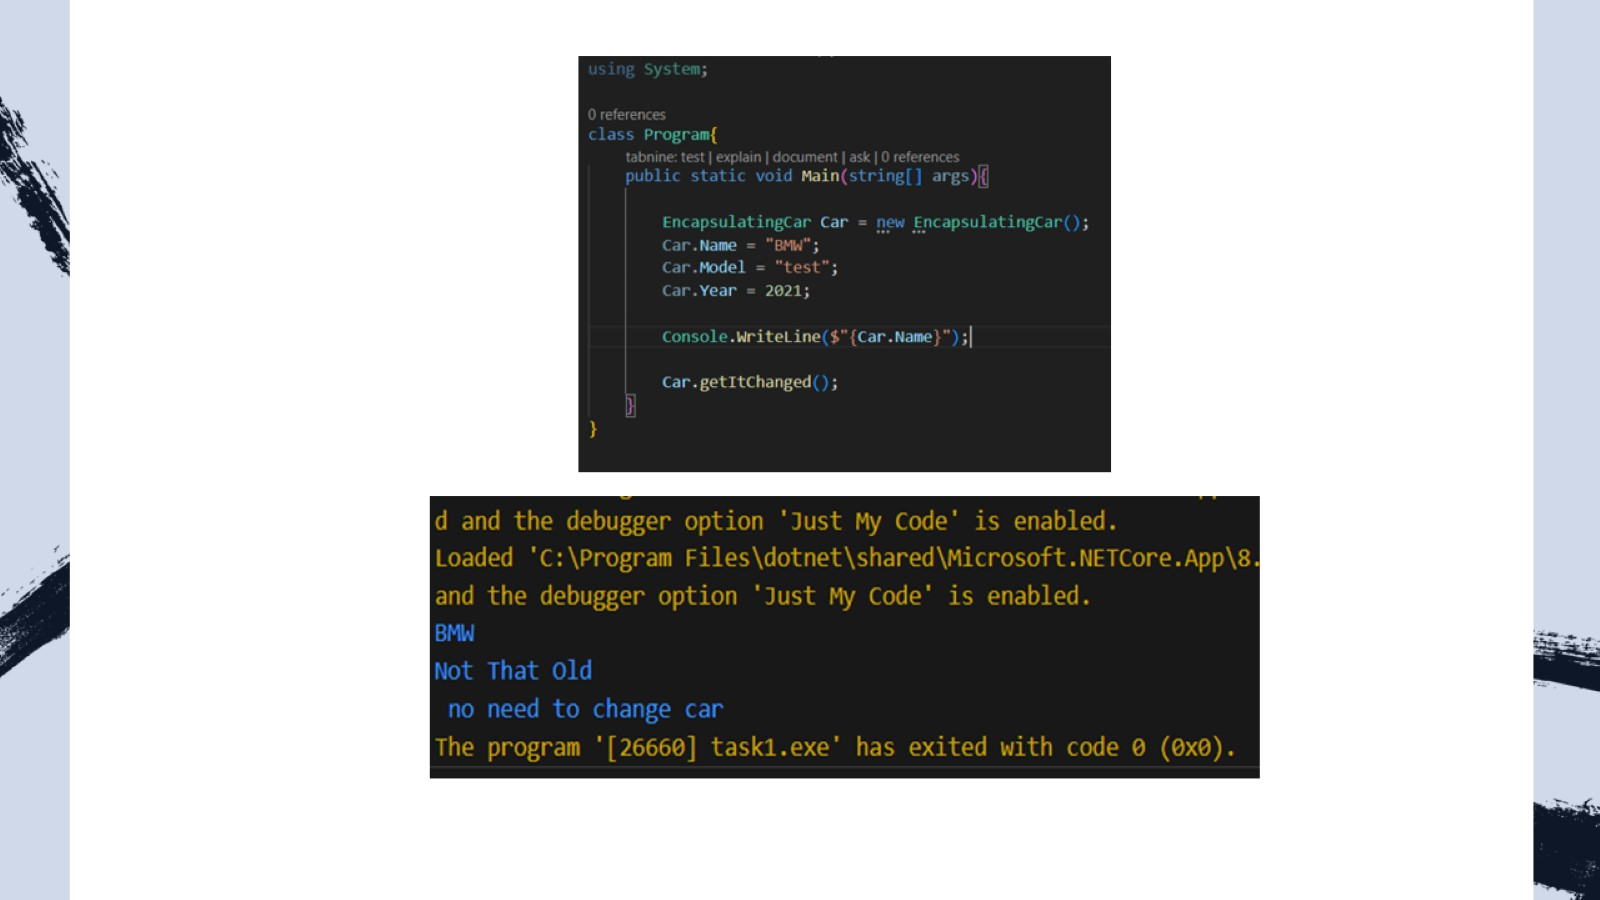 using System;
0 references
class Program{
tabnine: test | explain | document | ask | 0 references
public static void Main(string[] args){
EncapsulatingCar Car = new EncapsulatingCar();
Car.Name = "BMW";
Car.Model = "test";
Car.Year = 2021;
Console.WriteLine($"{Car.Name}");
Car.getItChanged();
}
}
d and the debugger option 'Just My Code' is enabled.
Loaded 'C:\Program Files\dotnet\shared\Microsoft.NETCore.App\8.
and the debugger option 'Just My Code' is enabled.
BMW
Not That Old
no need to change car
The program '[26660] task1.exe' has exited with code 0 (0x0).